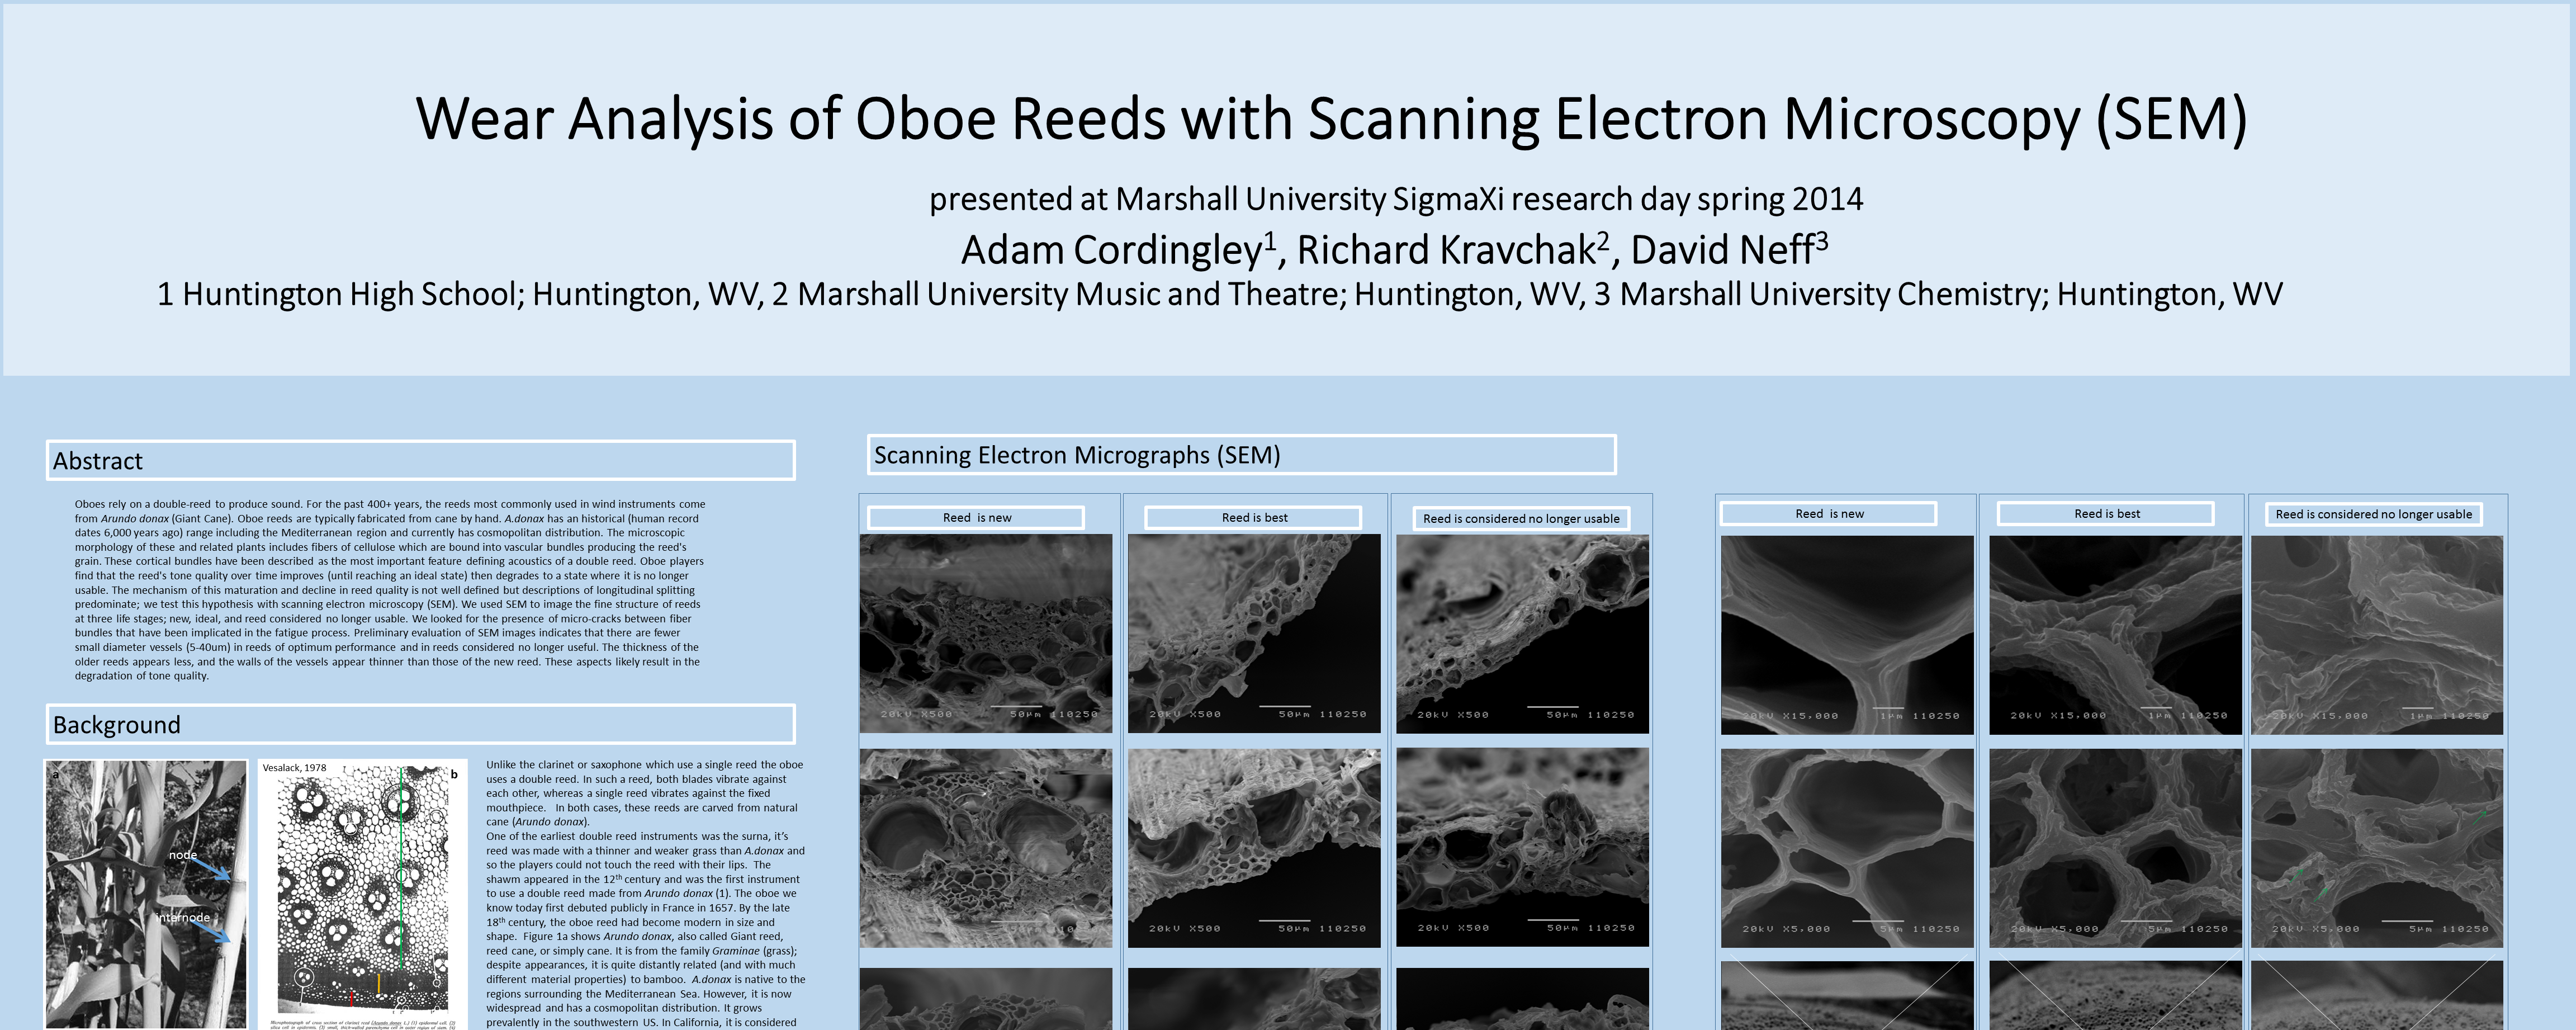 Wear Analysis of Oboe Reeds with Scanning Electron Microscopy (SEM)
presented at Marshall University SigmaXi research day spring 2014
Adam Cordingley1, Richard Kravchak2, David Neff3
1 Huntington High School; Huntington, WV, 2 Marshall University Music and Theatre; Huntington, WV, 3 Marshall University Chemistry; Huntington, WV
Abstract
Oboes rely on a double-reed to produce sound. For the past 400+ years, the reeds most commonly used in wind instruments come
from Arundo donax (Giant Cane). Oboe reeds are typically fabricated from cane by hand. A.donax has an historical (human record
dates 6,000 years ago) range including the Mediterranean region and currently has cosmopolitan distribution. The microscopic
morphology of these and related plants includes fibers of cellulose which are bound into vascular bundles producing the reed's
grain. These cortical bundles have been described as the most important feature defining acoustics of a double reed. Oboe players
find that the reed's tone quality over time improves (until reaching an ideal state) then degrades to a state where it is no longer
usable. The mechanism of this maturation and decline in reed quality is not well defined but descriptions of longitudinal splitting
predominate; we test this hypothesis with scanning electron microscopy (SEM). We used SEM to image the fine structure of reeds
at three life stages; new, ideal, and reed considered no longer usable. We looked for the presence of micro-cracks between fiber
bundles that have been implicated in the fatigue process. Preliminary evaluation of SEM images indicates that there are fewer
small diameter vessels (5-40um) in reeds of optimum performance and in reeds considered no longer useful. The thickness of the
older reeds appears less, and the walls of the vessels appear thinner than those of the new reed. These aspects likely result in the
degradation of tone quality.
Background
a
node
internode
Vesalack, 1978
b
Microphotograph of cross section of clarinet reed (Arundo donax L.) (1) epidermal cell, (2)
Unlike the clarinet or saxophone which use a single reed the oboe
uses a double reed. In such a reed, both blades vibrate against
each other, whereas a single reed vibrates against the fixed
mouthpiece. In both cases, these reeds are carved from natural
cane (Arundo donax).
One of the earliest double reed instruments was the surna, it's
reed was made with a thinner and weaker grass than A.donax and
so the players could not touch the reed with their lips. The
shawm appeared in the 12th century and was the first instrument
to use a double reed made from Arundo donax (1). The oboe we
know today first debuted publicly in France in 1657. By the late
18th century, the oboe reed had become modern in size and
shape. Figure 1a shows Arundo donax, also called Giant reed,
reed cane, or simply cane. It is from the family Graminae (grass);
despite appearances, it is quite distantly related (and with much
different material properties) to bamboo. A.donax is native to the
regions surrounding the Mediterranean Sea. However, it is now
widespread and has a cosmopolitan distribution. It grows
prevalently in the southwestern US. In California, it is considered
Scanning Electron Micrographs (SEM)
Reed is new
Reed is best
Reed is considered no longer usable
20kV X500 50µm 110250
20kV X500 50µm 110250
20kV X500 50µm 110250
20kV X500 50µm 110250
20kV X500 50µm 110250
Reed is new
Reed is best
Reed is considered no longer usable
20kV X15,000 1µm 110250
20kV X15,000 1µm 110250
20kV X15,000 1µm 110250
20kV X5,000 5µm 110250
20kV X5,000 5µm 110250
20kV X5,000 5µm 110250